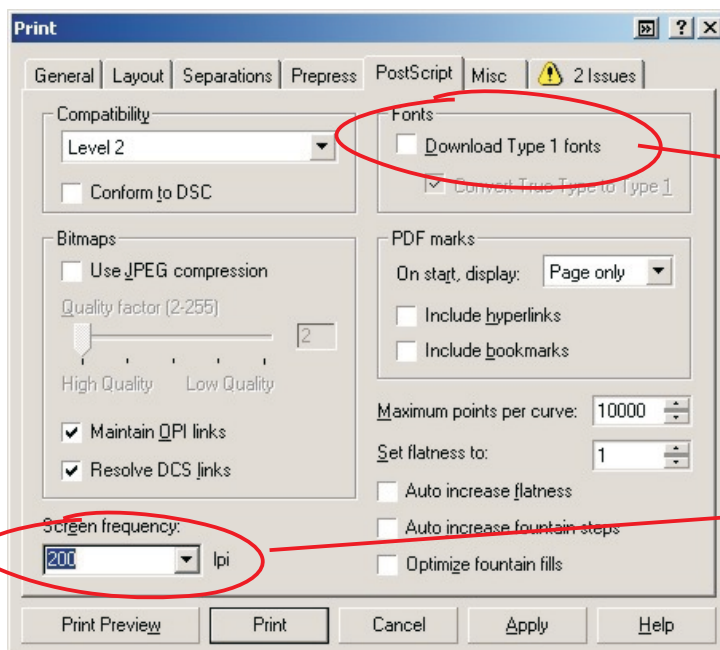 Print
General Layout Separations Prepress PostScript Misc 2 Issues
Compatibility
Level 2
Conform to DSC
Fonts
Download Type 1 fonts
Convert True Type to Type 1
Bitmaps
Use JPEG compression
Quality factor (2-255)
2
High Quality Low Quality
Maintain OPI links
Resolve DCS links
PDF marks
On start, display: Page only
Include hyperlinks
Include bookmarks
Maximum points per curve: 10000
Set flatness to: 1
Auto increase flatness
Auto increase fountain steps
Optimize fountain fills
Screen frequency:
200 lpi
Print Preview Print Cancel Apply Help